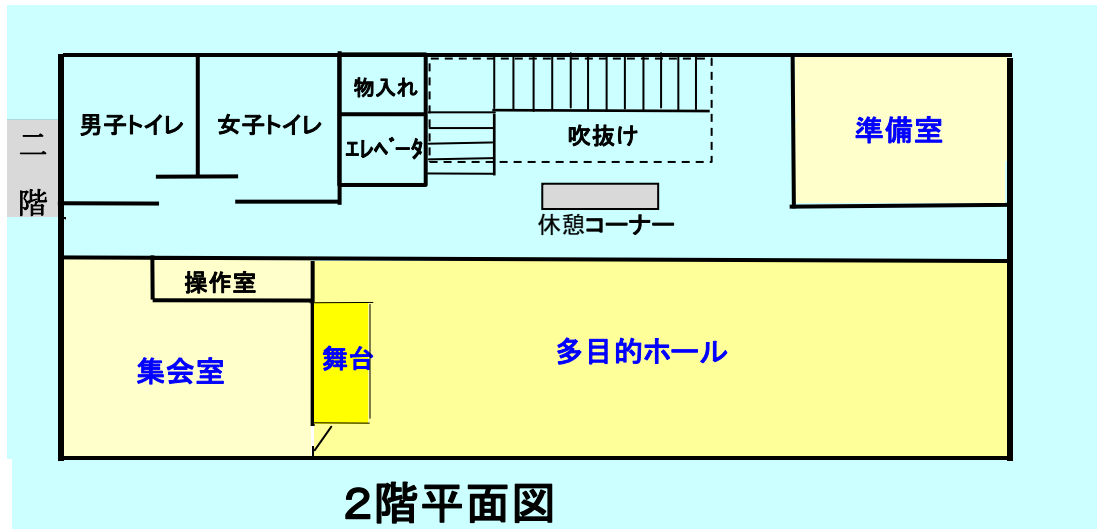 物入れ
男子トイレ
女子トイレ
エレベータ
吹抜け
準備室
二階
休憩コーナー
操作室
集会室
舞台
多目的ホール
2階平面図